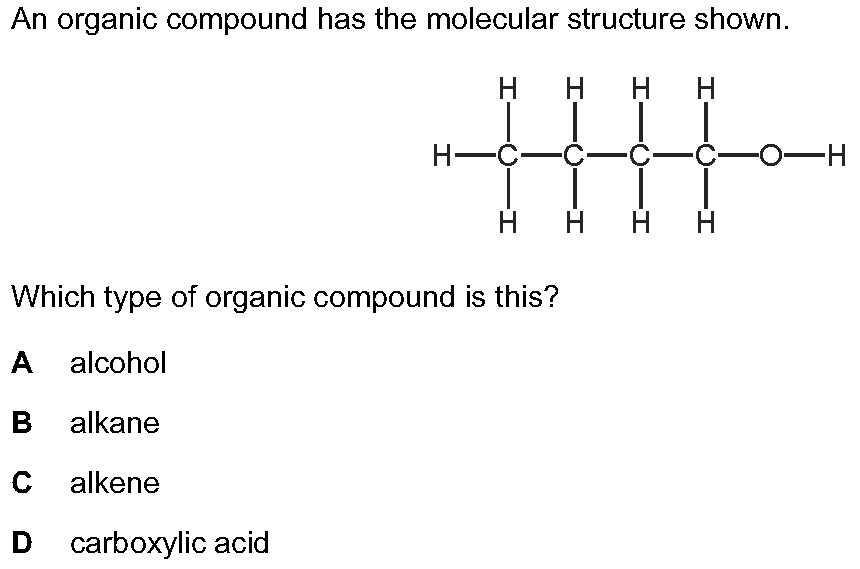 An organic compound has the molecular structure shown.
H H H H
H C C C C O H
H H H H
Which type of organic compound is this?
A alcohol
B alkane
C alkene
D carboxylic acid